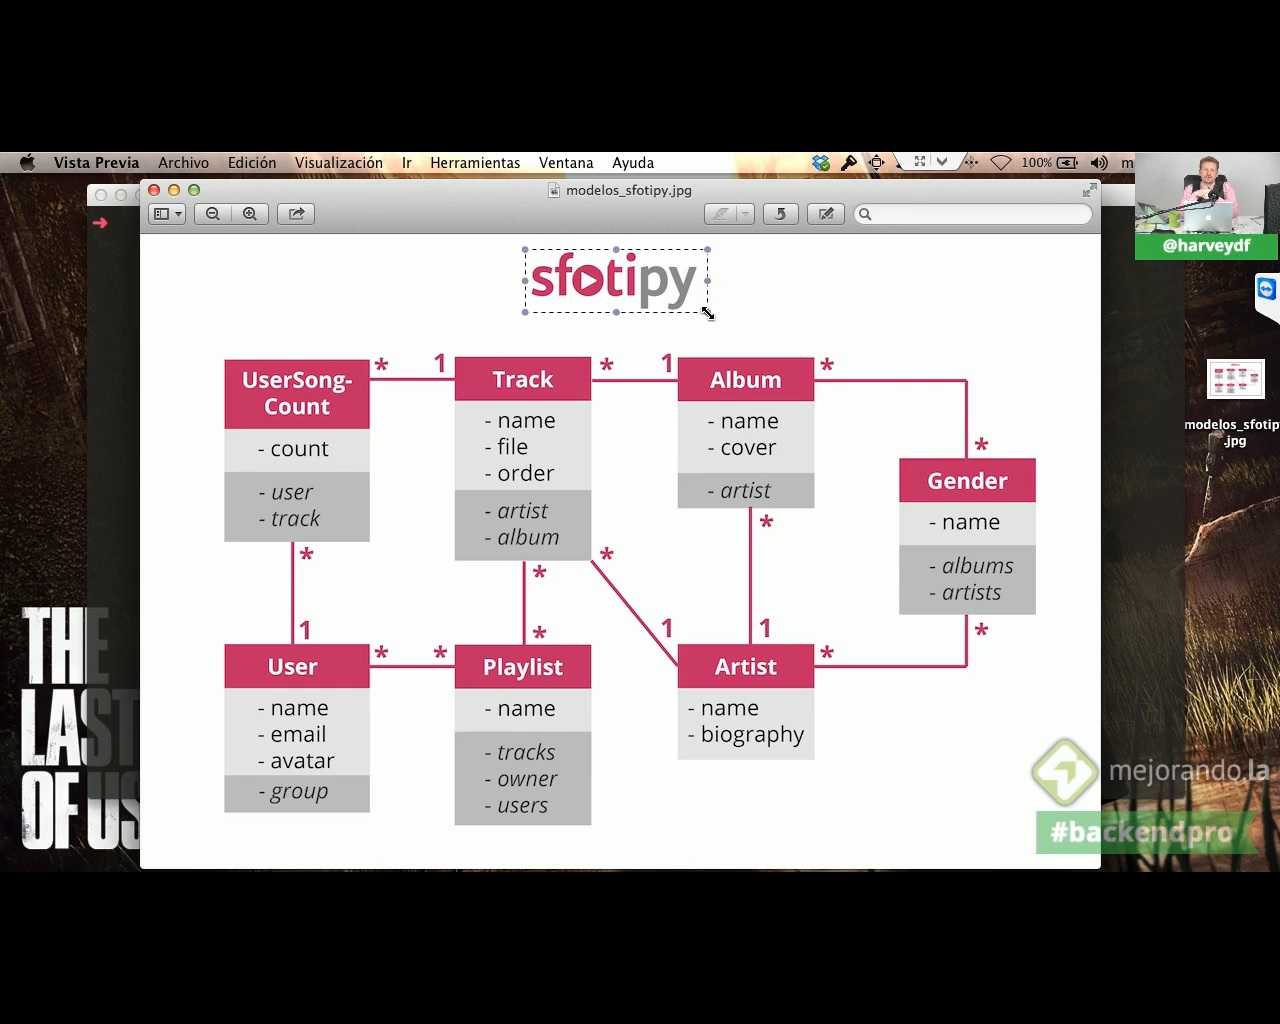 Vista Prevía Archivo Edición Visualización Ir Herramientas Ventana Ayuda 100%
modelos_sfotipy.jpg
@harveydf
sfotipy
* 1 * 1 *
UserSong-
Count
- count
- user
- track
Track
- name
- file
- order
- artist
- album
Album
- name
- cover
- artist
*
Gender
- name
- albums
- artists
* * * *
* 1 1 1 *
* * *
User
- name
- email
- avatar
- group
Playlist
- name
- tracks
- owner
- users
Artist
- name
- biography
modelos_sfotip
.jpg
THE
LAST
OF US
mejorando.la
#backendpro